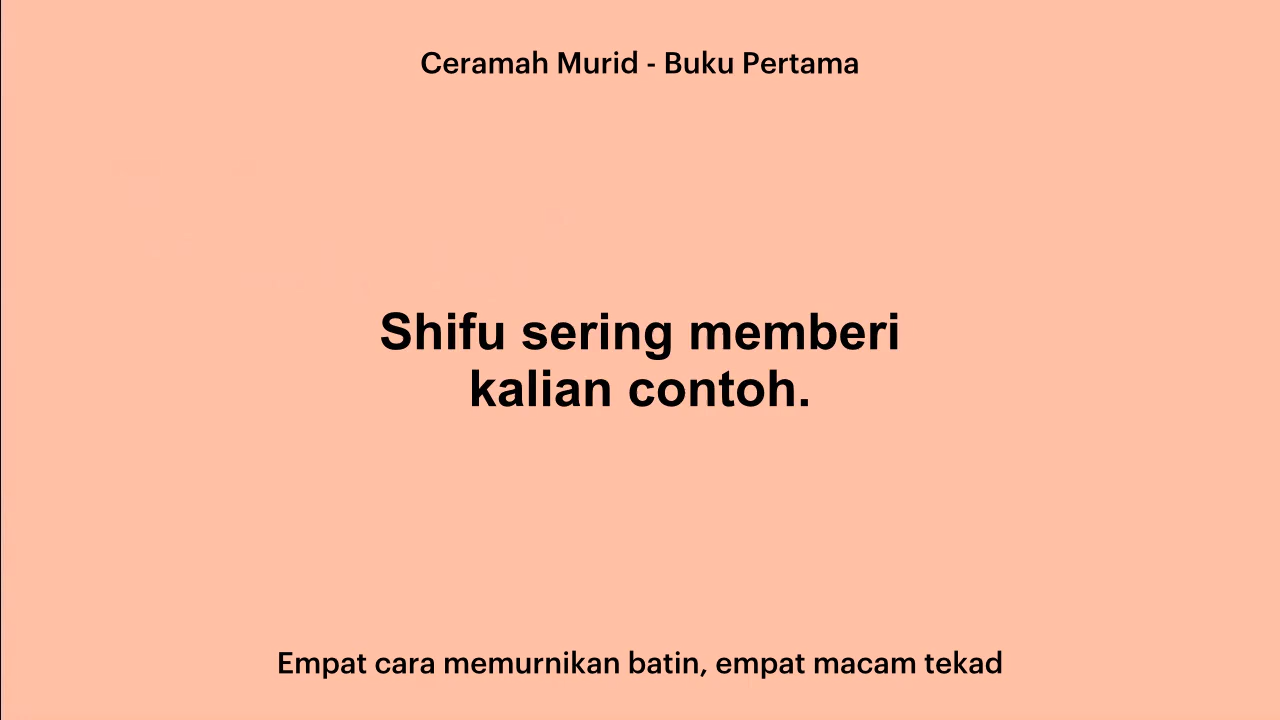 Ceramah Murid - Buku Pertama
Shifu sering memberi
kalian contoh.
Empat cara memurnikan batin, empat macam tekad